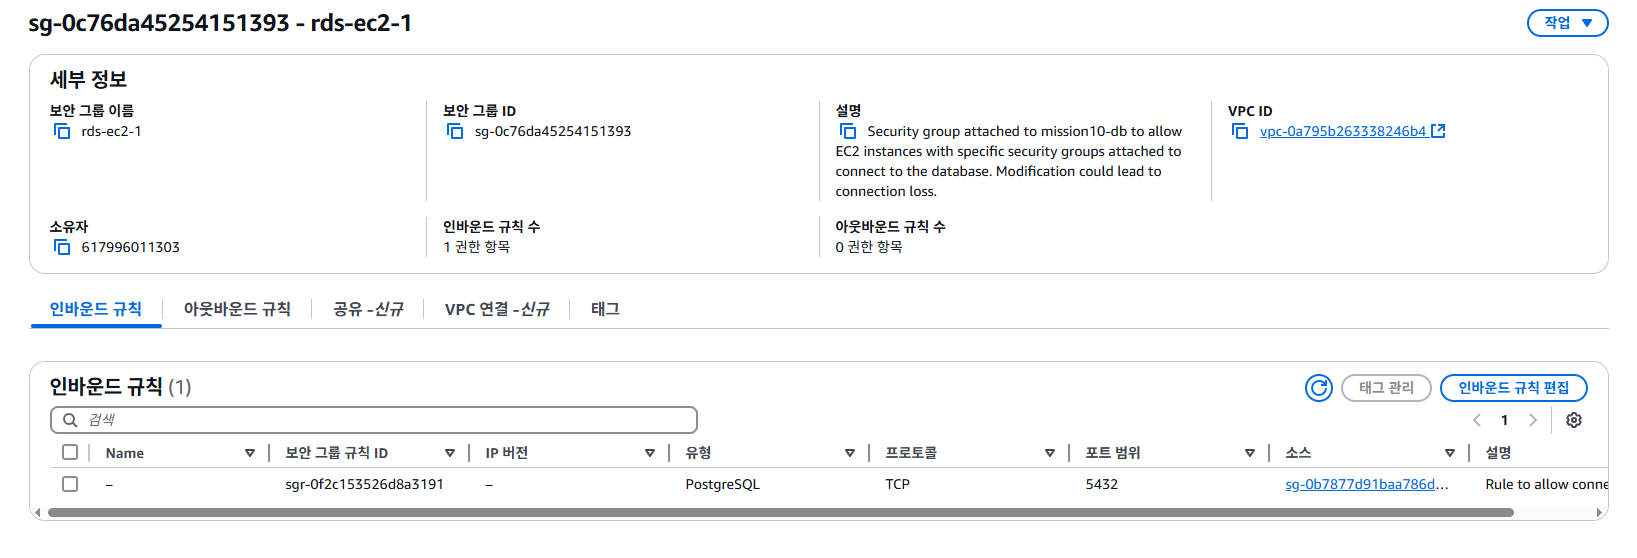 sg-0c76da45254151393 - rds-ec2-1
작업
세부 정보
보안 그룹 이름
rds-ec2-1
보안 그룹 ID
sg-0c76da45254151393
설명
Security group attached to mission10-db to allow
EC2 instances with specific security groups attached to
connect to the database. Modification could lead to
connection loss.
VPC ID
vpc-0a795b263338246b4
소유자
617996011303
인바운드 규칙 수
1 권한 항목
아웃바운드 규칙 수
0 권한 항목
인바운드 규칙 아웃바운드 규칙 공유 -신규 VPC 연결 -신규 태그
인바운드 규칙 (1)
태그 관리 인바운드 규칙 편집
검색
1
Name 보안 그룹 규칙 ID IP 버전 유형 프로토콜 포트 범위 소스 설명
– sgr-0f2c153526d8a3191 – PostgreSQL TCP 5432 sg-0b7877d91baa786d... Rule to allow conne